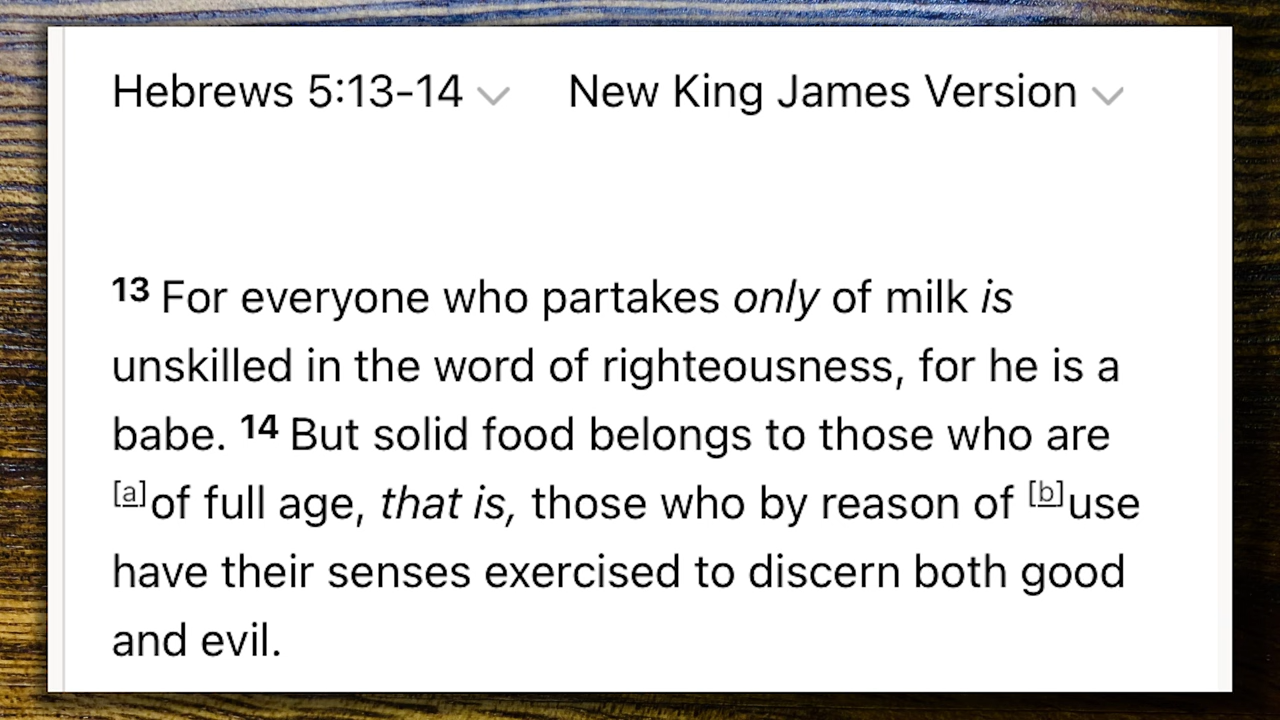 Hebrews 5:13-14 New King James Version
13 For everyone who partakes only of milk is
unskilled in the word of righteousness, for he is a
babe. 14 But solid food belongs to those who are
[a]of full age, that is, those who by reason of [b]use
have their senses exercised to discern both good
and evil.